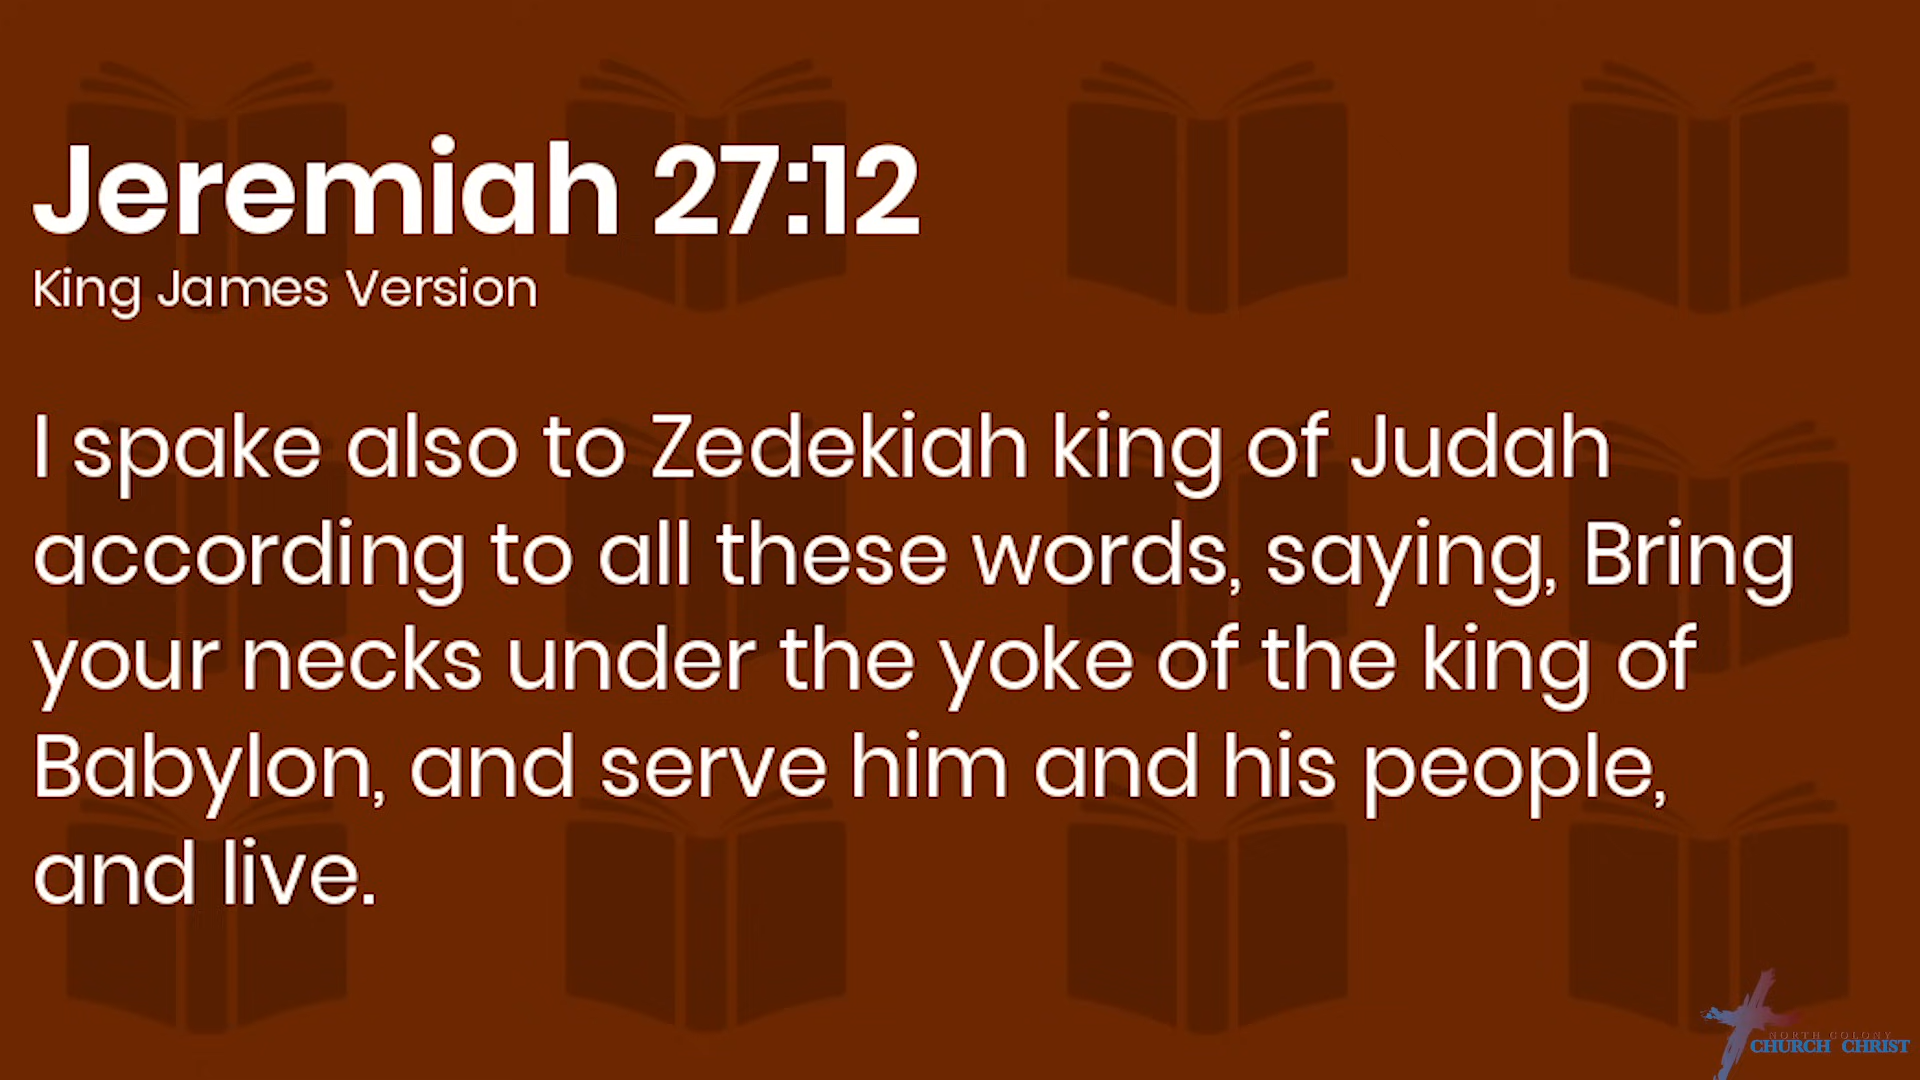 Jeremiah 27:12
King James Version
I spake also to Zedekiah king of Judah
according to all these words, saying, Bring
your necks under the yoke of the king of
Babylon, and serve him and his people,
and live.
NORTH COLONY
CHURCH CHRIST